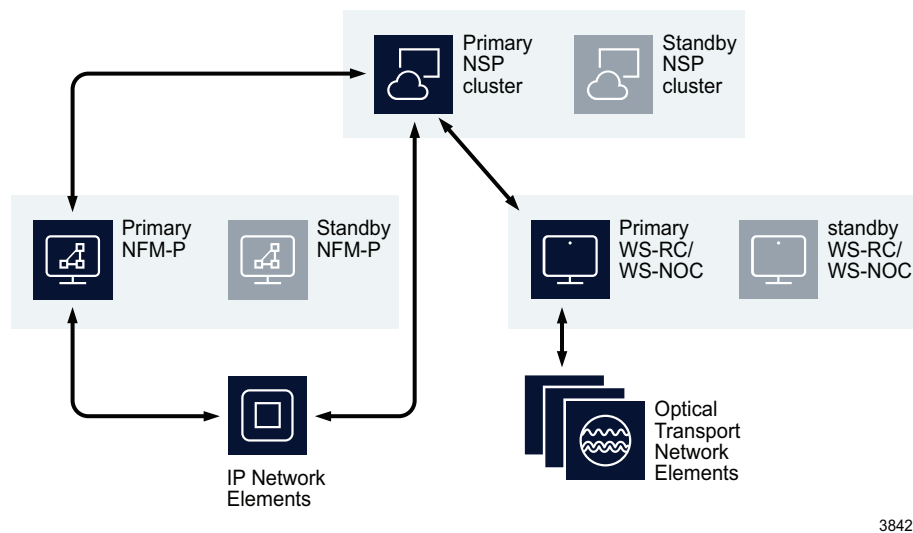 Primary
NSP
cluster
Standby
NSP
cluster
Primary
NFM-P
Standby
NFM-P
Primary
WS-RC/
WS-NOC
standby
WS-RC/
WS-NOC
IP Network
Elements
Optical
Transport
Network
Elements
3842